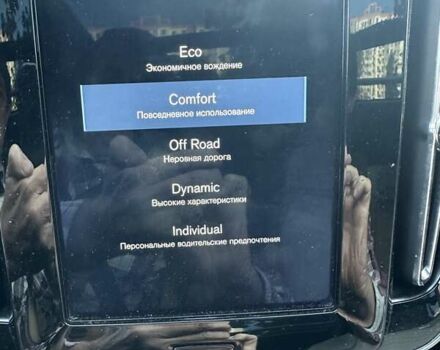 Eco
Экономичное вождение
Comfort
Повседневное использование
Off Road
Неровная дорога
Dynamic
Высокие характеристики
Individual
Персональные водительские предпочтения